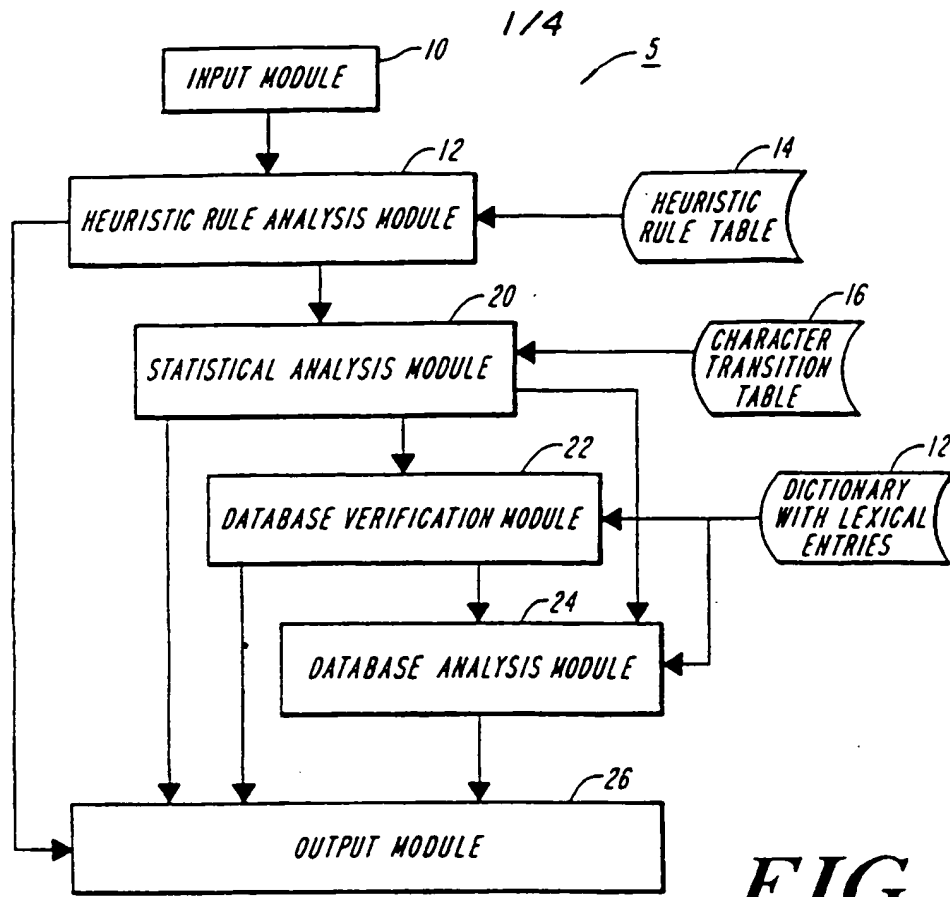 1/4
5
10
INPUT MODULE
12
HEURISTIC RULE ANALYSIS MODULE
14
HEURISTIC
RULE TABLE
20
STATISTICAL ANALYSIS MODULE
16
CHARACTER
TRANSITION
TABLE
22
DATABASE VERIFICATION MODULE
12
DICTIONARY
WITH LEXICAL
ENTRIES
24
DATABASE ANALYSIS MODULE
26
OUTPUT MODULE
FIG